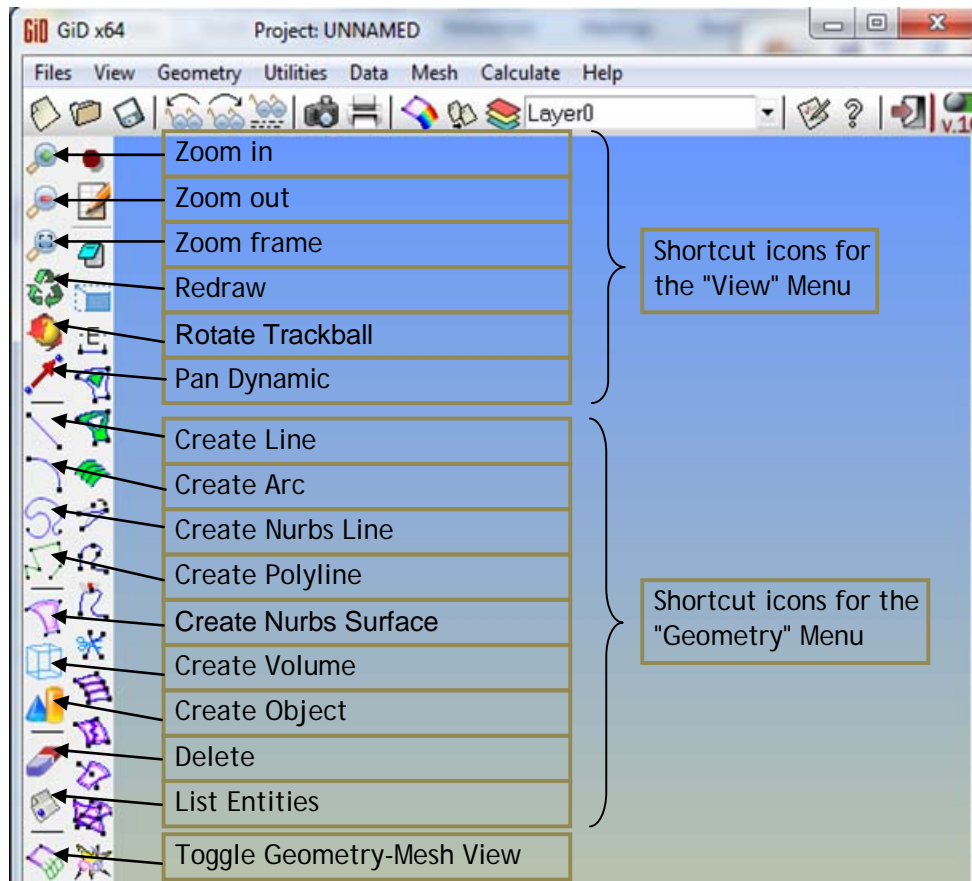 GiD GiD x64 Project: UNNAMED
Files View Geometry Utilities Data Mesh Calculate Help
Layer0 ? v.10
Zoom in
Zoom out
Zoom frame
Redraw
Rotate Trackball
Pan Dynamic
Shortcut icons for
the "View" Menu
E
Create Line
Create Arc
Create Nurbs Line
Create Polyline
Create Nurbs Surface
Create Volume
Create Object
Delete
List Entities
Shortcut icons for the
"Geometry" Menu
Toggle Geometry-Mesh View